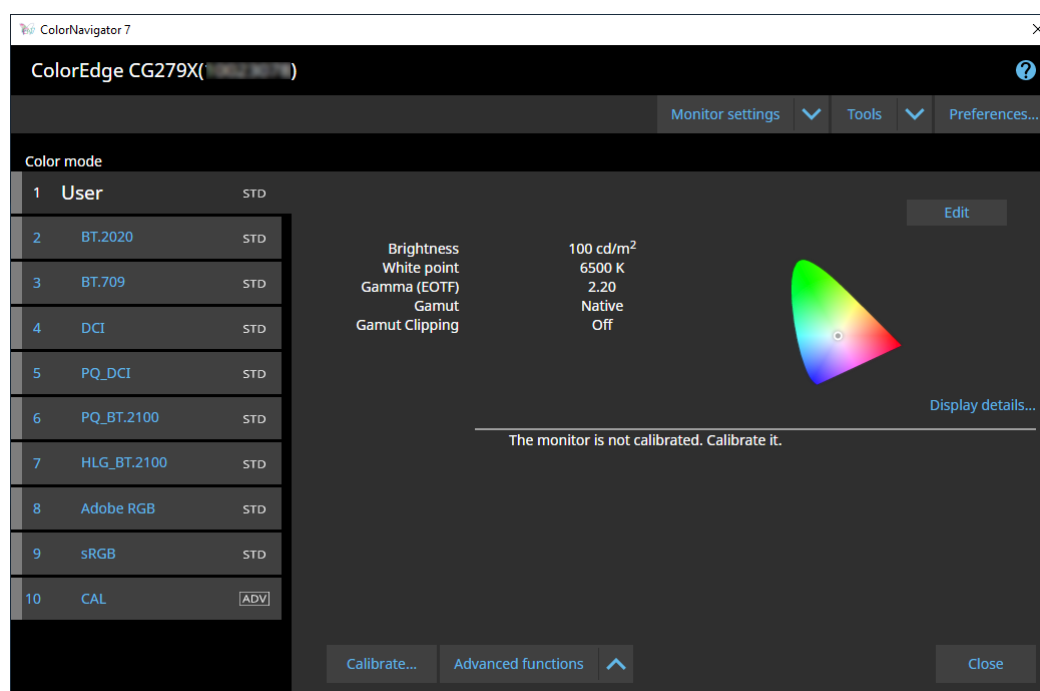 ColorNavigator 7
ColorEdge CG279X( )
Monitor settings Tools Preferences...
Color mode
1 User STD
2 BT.2020 STD
3 BT.709 STD
4 DCI STD
5 PQ_DCI STD
6 PQ_BT.2100 STD
7 HLG_BT.2100 STD
8 Adobe RGB STD
9 sRGB STD
10 CAL ADV
Edit
Brightness 100 cd/m²
White point 6500 K
Gamma (EOTF) 2.20
Gamut Native
Gamut Clipping Off
Display details...
The monitor is not calibrated. Calibrate it.
Calibrate... Advanced functions Close